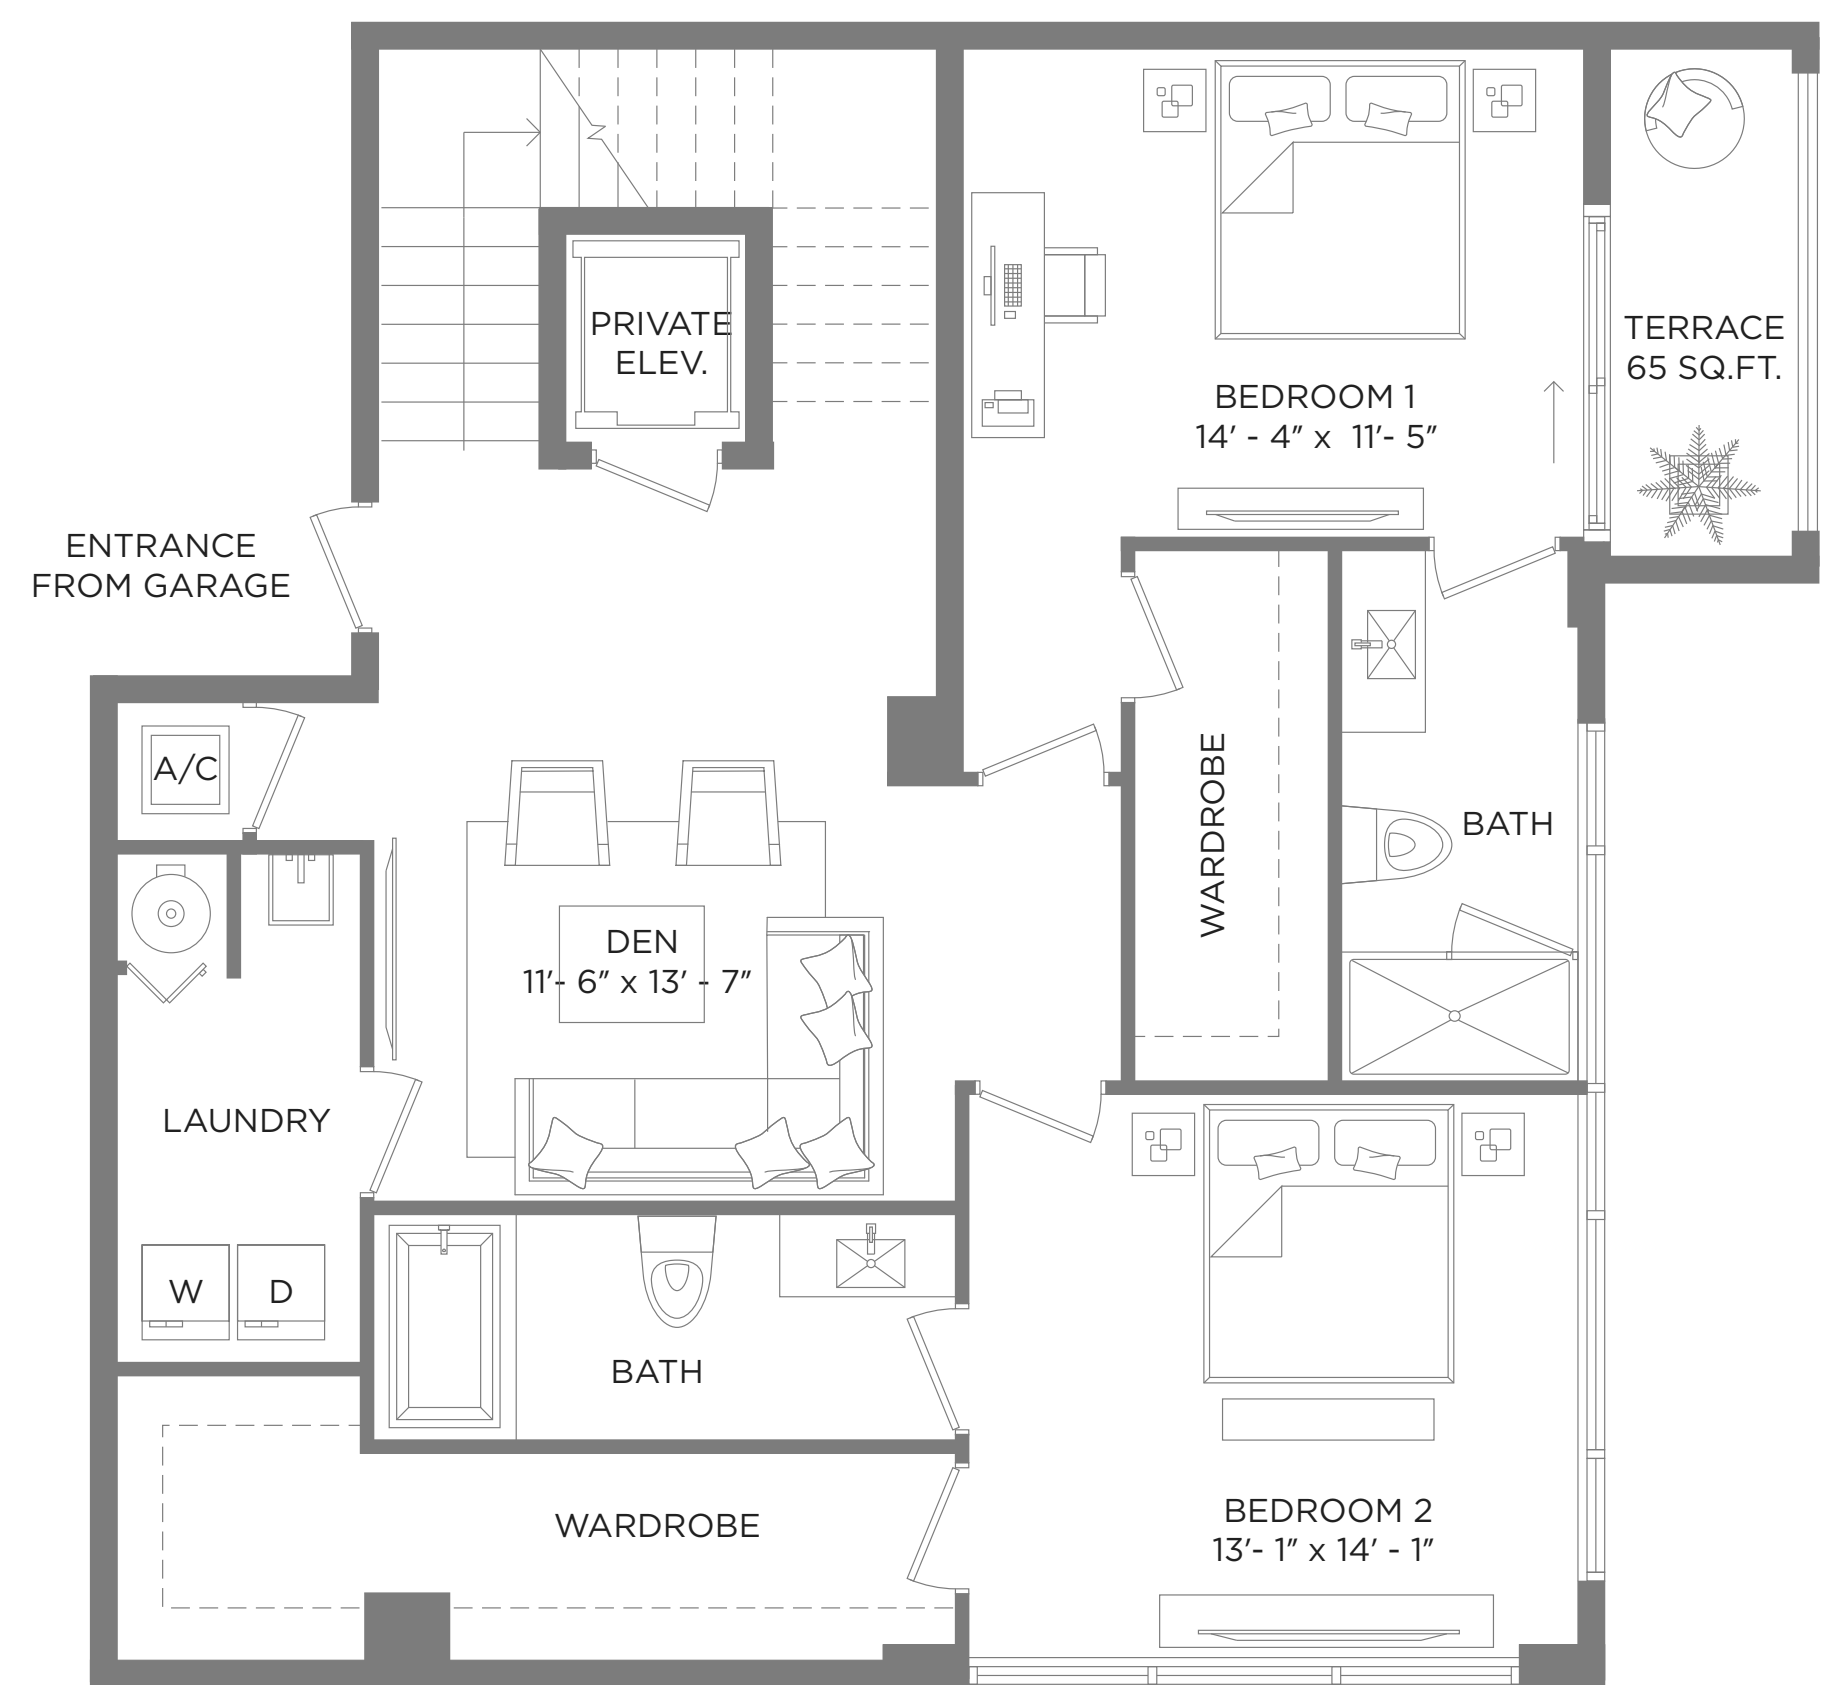 PRIVATE
ELEV.
TERRACE
65 SQ.FT.
BEDROOM 1
14' - 4" x 11'- 5"
ENTRANCE
FROM GARAGE
A/C
WARDROBE
BATH
DEN
11'- 6" x 13' - 7"
LAUNDRY
W
D
BATH
WARDROBE
BEDROOM 2
13'- 1" x 14' - 1"